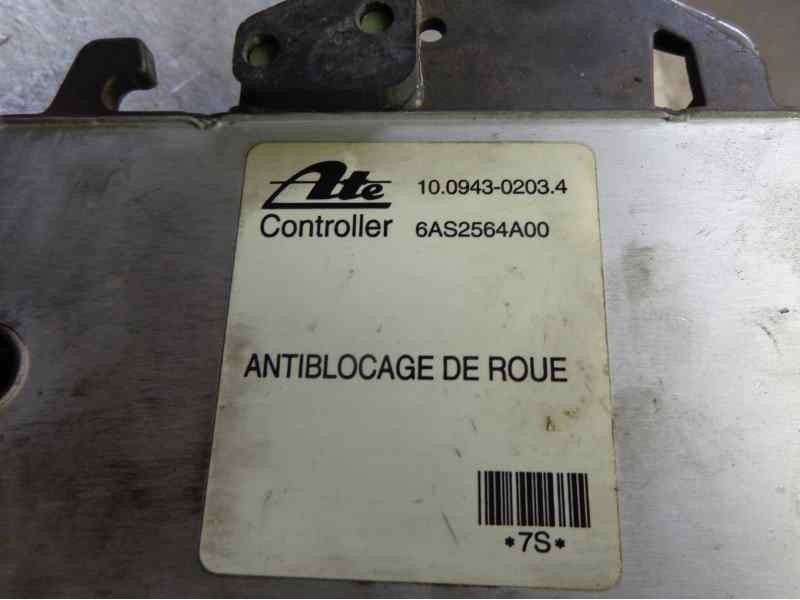 Ate 10.0943-0203.4
Controller 6AS2564A00
ANTIBLOCAGE DE ROUE
*7S*